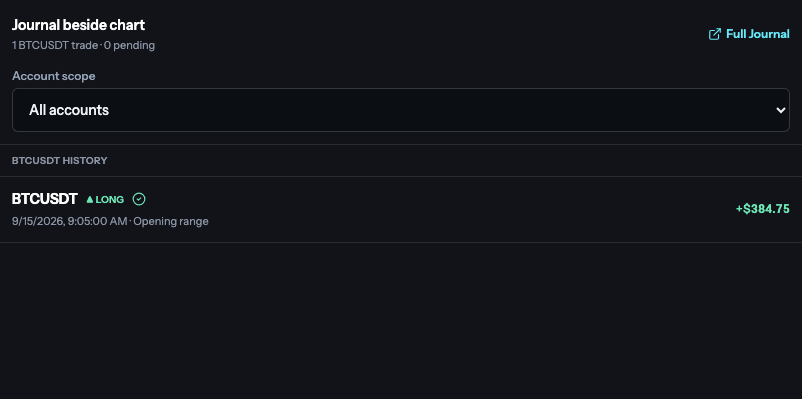 Journal beside chart
1 BTCUSDT trade · 0 pending
Full Journal
Account scope
All accounts
BTCUSDT HISTORY
BTCUSDT ▲ LONG
9/15/2026, 9:05:00 AM · Opening range
+$384.75